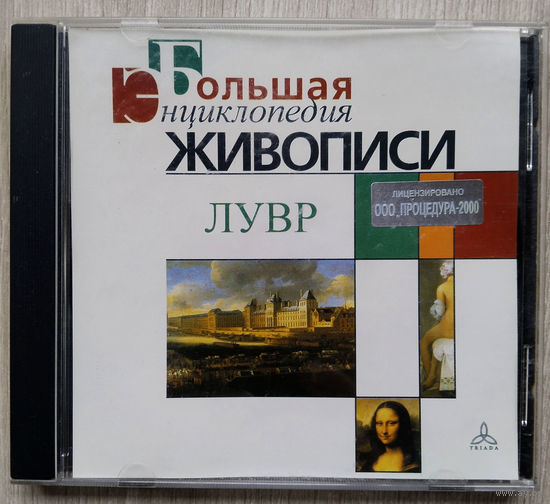 Большая
Энциклопедия
ЖИВОПИСИ
ЛУВР
ЛИЦЕНЗИРОВАНО
ООО "ПРОЦЕДУРА-2000"
TRIADA